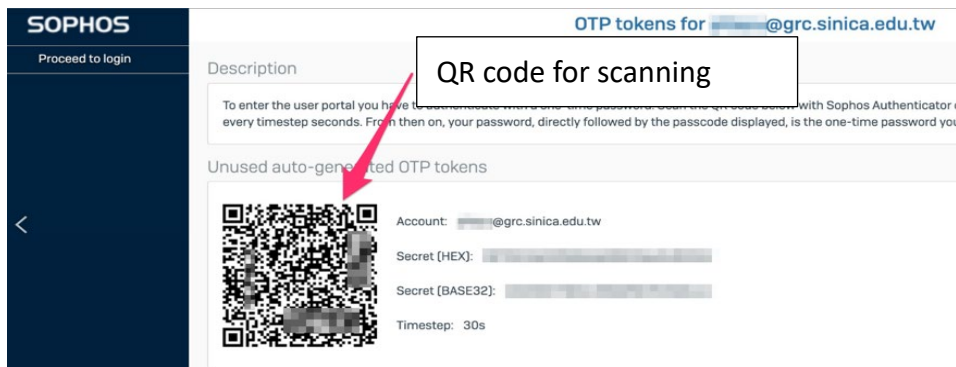 SOPHOS
OTP tokens for @grc.sinica.edu.tw
Proceed to login
Description
QR code for scanning
To enter the user portal you have to authenticate with a one-time password. Scan the QR code below with Sophos Authenticator
every timestep seconds. From then on, your password, directly followed by the passcode displayed, is the one-time password you
Unused auto-generated OTP tokens
Account: @grc.sinica.edu.tw
Secret (HEX):
Secret (BASE32):
Timestep: 30s